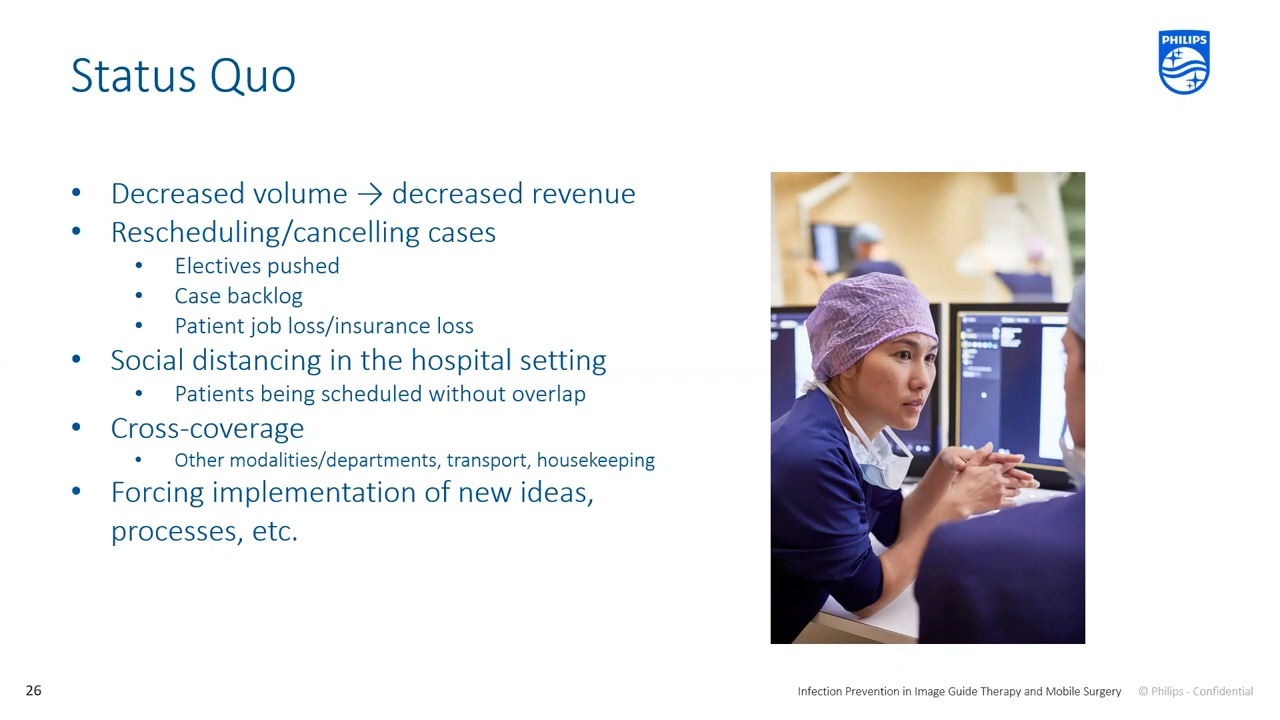 Status Quo
PHILIPS
• Decreased volume → decreased revenue
• Rescheduling/cancelling cases
• Electives pushed
• Case backlog
• Patient job loss/insurance loss
• Social distancing in the hospital setting
• Patients being scheduled without overlap
• Cross-coverage
• Other modalities/departments, transport, housekeeping
• Forcing implementation of new ideas,
processes, etc.
26
Infection Prevention in Image Guide Therapy and Mobile Surgery
© Philips - Confidential